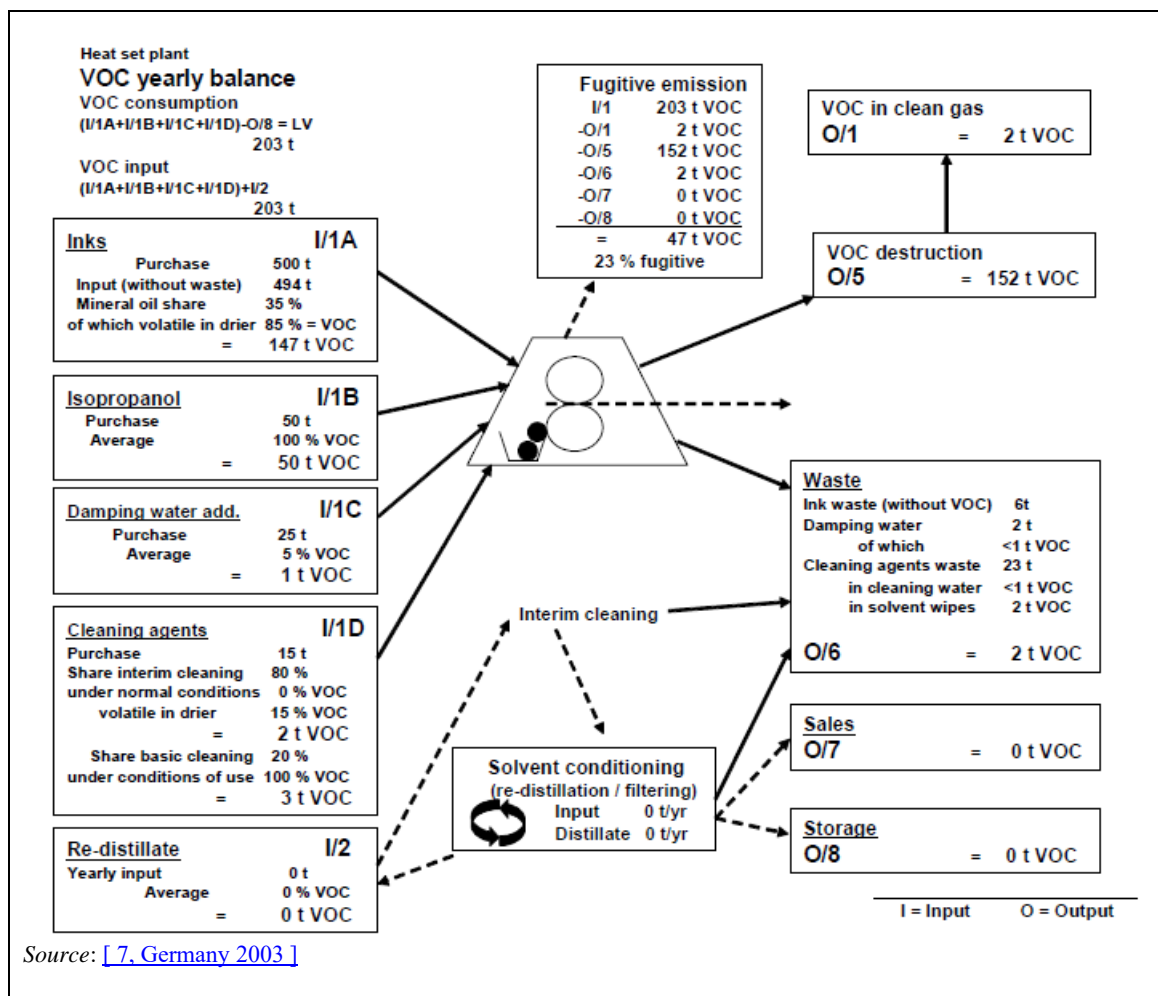 Heat set plant
VOC yearly balance
VOC consumption
(I/1A+I/1B+I/1C+I/1D)-O/8 = LV
203 t
VOC input
(I/1A+I/1B+I/1C+I/1D)+I/2
203 t
Inks I/1A
Purchase 500 t
Input (without waste) 494 t
Mineral oil share 35 %
of which volatile in drier 85 % = VOC
= 147 t VOC
Isopropanol I/1B
Purchase 50 t
Average 100 % VOC
= 50 t VOC
Damping water add. I/1C
Purchase 25 t
Average 5 % VOC
= 1 t VOC
Cleaning agents I/1D
Purchase 15 t
Share interim cleaning 80 %
under normal conditions 0 % VOC
volatile in drier 15 % VOC
= 2 t VOC
Share basic cleaning 20 %
under conditions of use 100 % VOC
= 3 t VOC
Re-distillate I/2
Yearly input 0 t
Average 0 % VOC
= 0 t VOC
Fugitive emission
I/1 203 t VOC
-O/1 2 t VOC
-O/5 152 t VOC
-O/6 2 t VOC
-O/7 0 t VOC
-O/8 0 t VOC
= 47 t VOC
23 % fugitive
Interim cleaning
Solvent conditioning
(re-distillation / filtering)
Input 0 t/yr
Distillate 0 t/yr
VOC in clean gas
O/1 = 2 t VOC
VOC destruction
O/5 = 152 t VOC
Waste
Ink waste (without VOC) 6t
Damping water 2 t
of which <1 t VOC
Cleaning agents waste 23 t
in cleaning water <1 t VOC
in solvent wipes 2 t VOC
O/6 = 2 t VOC
Sales
O/7 = 0 t VOC
Storage
O/8 = 0 t VOC
I = Input O = Output
Source: [ 7, Germany 2003 ]